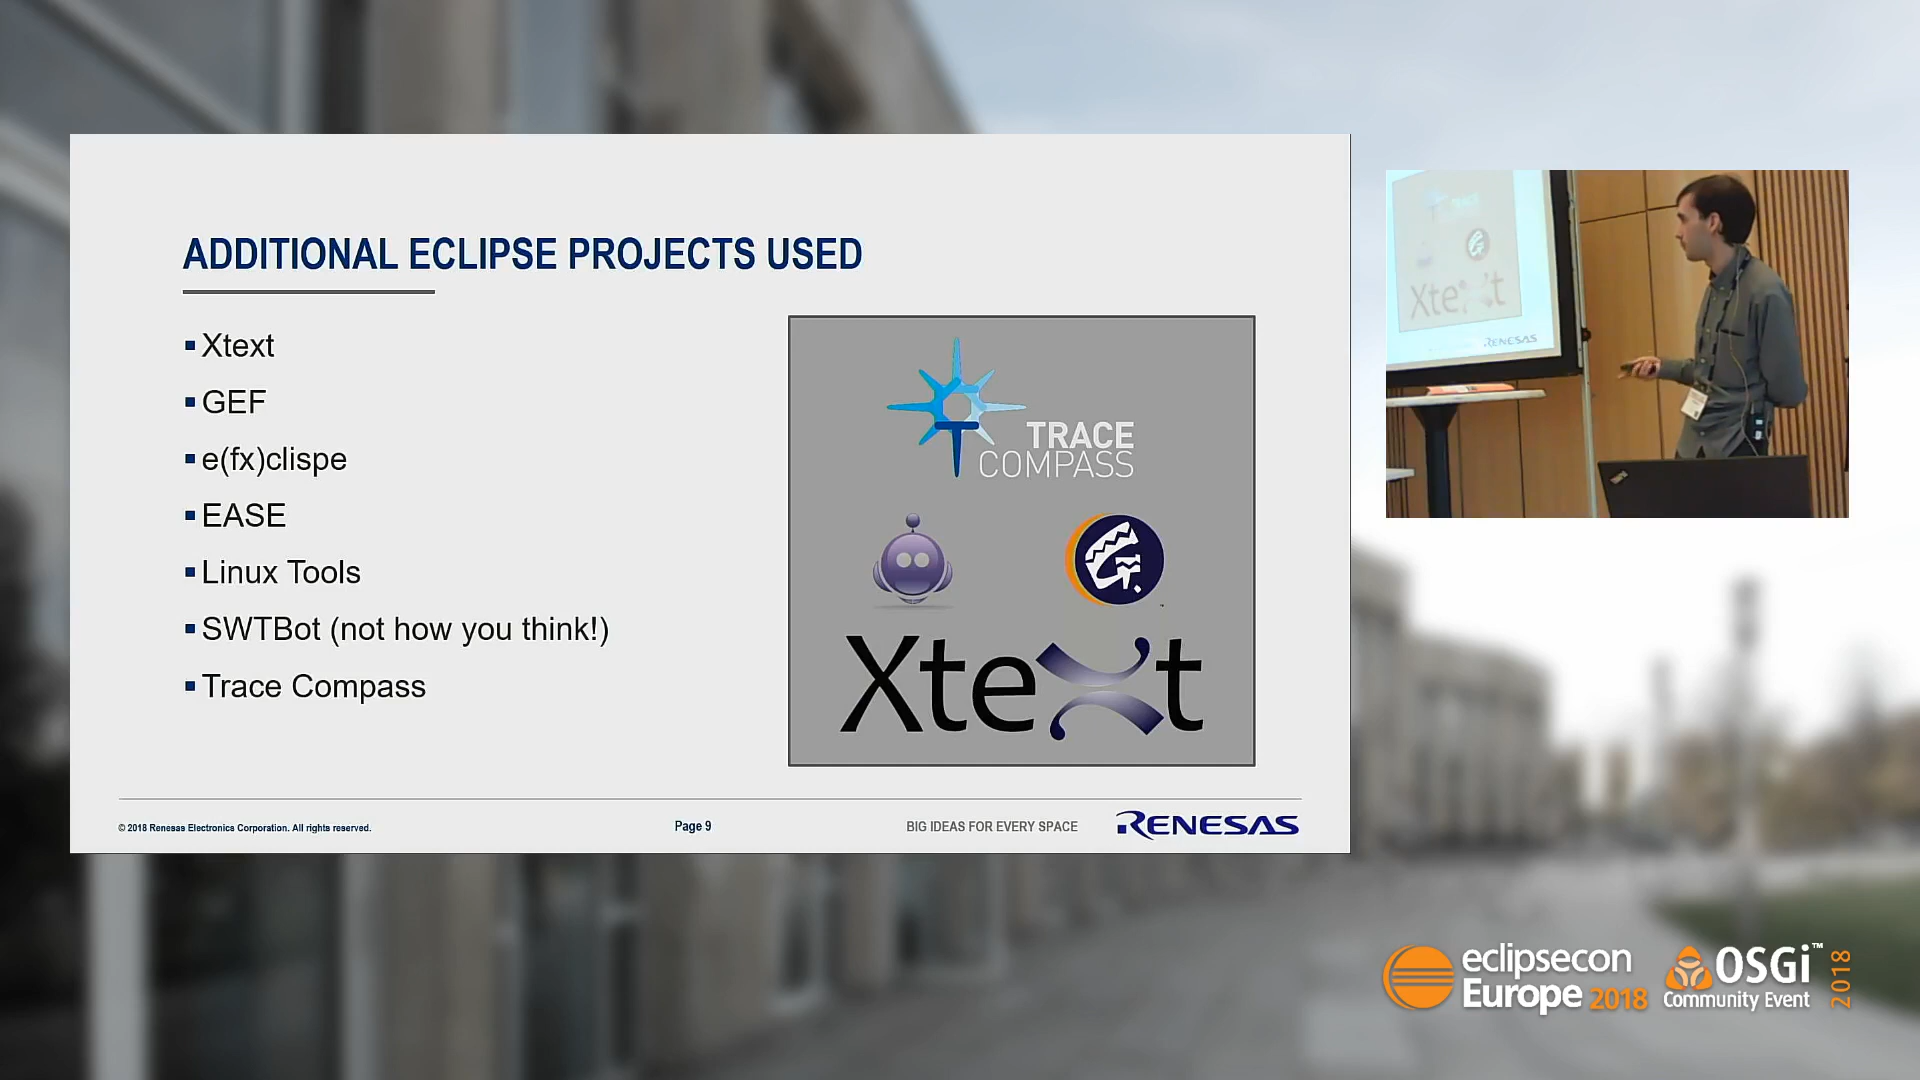 ADDITIONAL ECLIPSE PROJECTS USED
Xtext
GEF
e(fx)clispe
EASE
Linux Tools
SWTBot (not how you think!)
Trace Compass
TRACE
COMPASS
Xtext
© 2018 Renesas Electronics Corporation. All rights reserved.
Page 9
BIG IDEAS FOR EVERY SPACE
RENESAS
Xtext
RENESAS
eclipsecon
Europe 2018
OSGi™
Community Event
2018